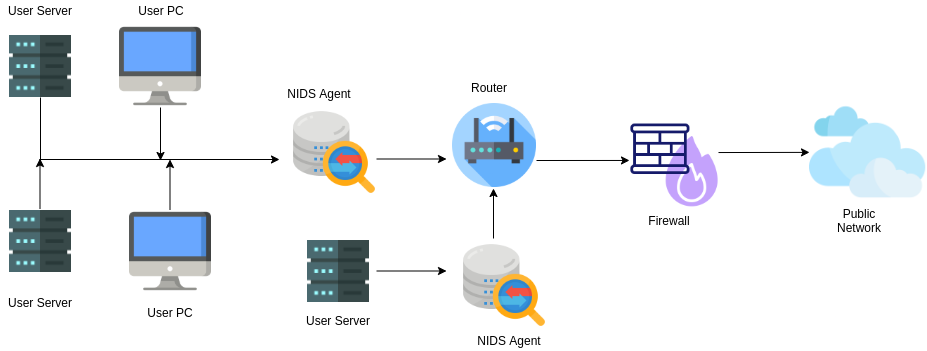 User Server
User PC
NIDS Agent
Router
Firewall
Public
Network
User Server
User PC
User Server
NIDS Agent